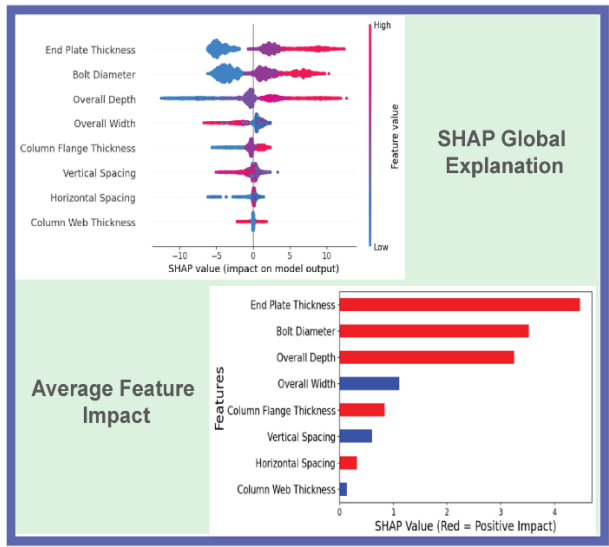 High
End Plate Thickness
Bolt Diameter
Overall Depth
Overall Width
Column Flange Thickness
Vertical Spacing
Horizontal Spacing
Column Web Thickness
Feature value
Low
−10 −5 0 5 10
SHAP value (impact on model output)
SHAP Global
Explanation
Average Feature
Impact
Features
End Plate Thickness
Bolt Diameter
Overall Depth
Overall Width
Column Flange Thickness
Vertical Spacing
Horizontal Spacing
Column Web Thickness
0 1 2 3 4
SHAP Value (Red = Positive Impact)